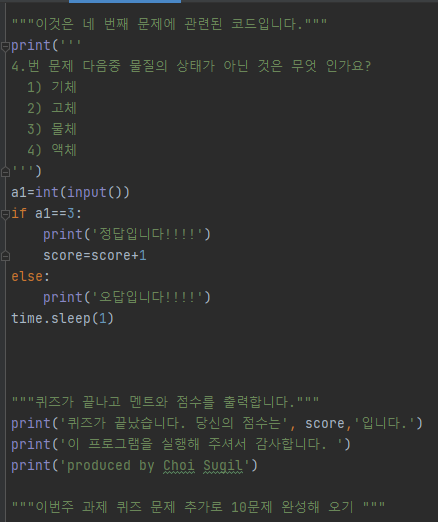 """이것은 네 번째 문제에 관련된 코드입니다."""
print('''
4.번 문제 다음중 물질의 상태가 아닌 것은 무엇 인가요?
  1) 기체
  2) 고체
  3) 물체
  4) 액체
''')
a1=int(input())
if a1==3:
    print('정답입니다!!!!')
    score=score+1
else:
    print('오답입니다!!!!')
time.sleep(1)
"""퀴즈가 끝나고 멘트와 점수를 출력합니다."""
print('퀴즈가 끝났습니다. 당신의 점수는', score,'입니다.')
print('이 프로그램을 실행해 주셔서 감사합니다. ')
print('produced by Choi Sugil')
"""이번주 과제 퀴즈 문제 추가로 10문제 완성해 오기 """